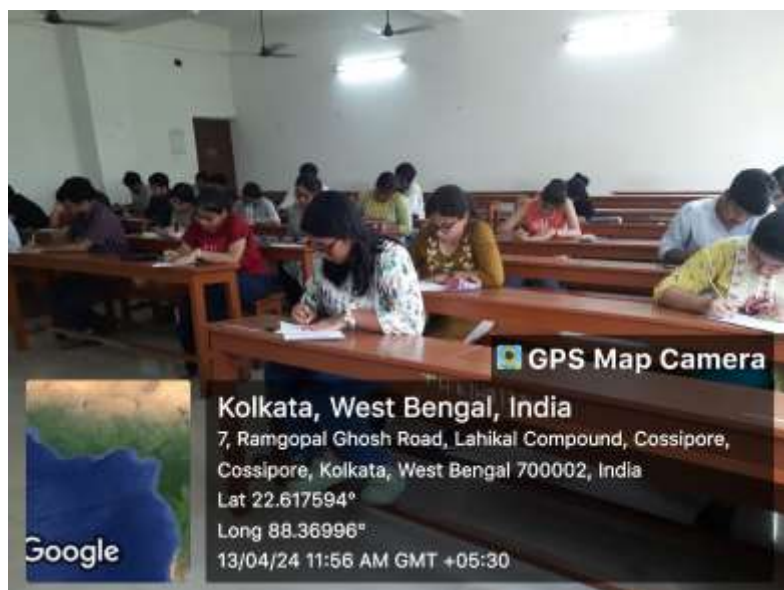 GPS Map Camera
Kolkata, West Bengal, India
7, Ramgopal Ghosh Road, Lahikal Compound, Cossipore,
Cossipore, Kolkata, West Bengal 700002, India
Lat 22.617594°
Long 88.36996°
13/04/24 11:56 AM GMT +05:30
Google